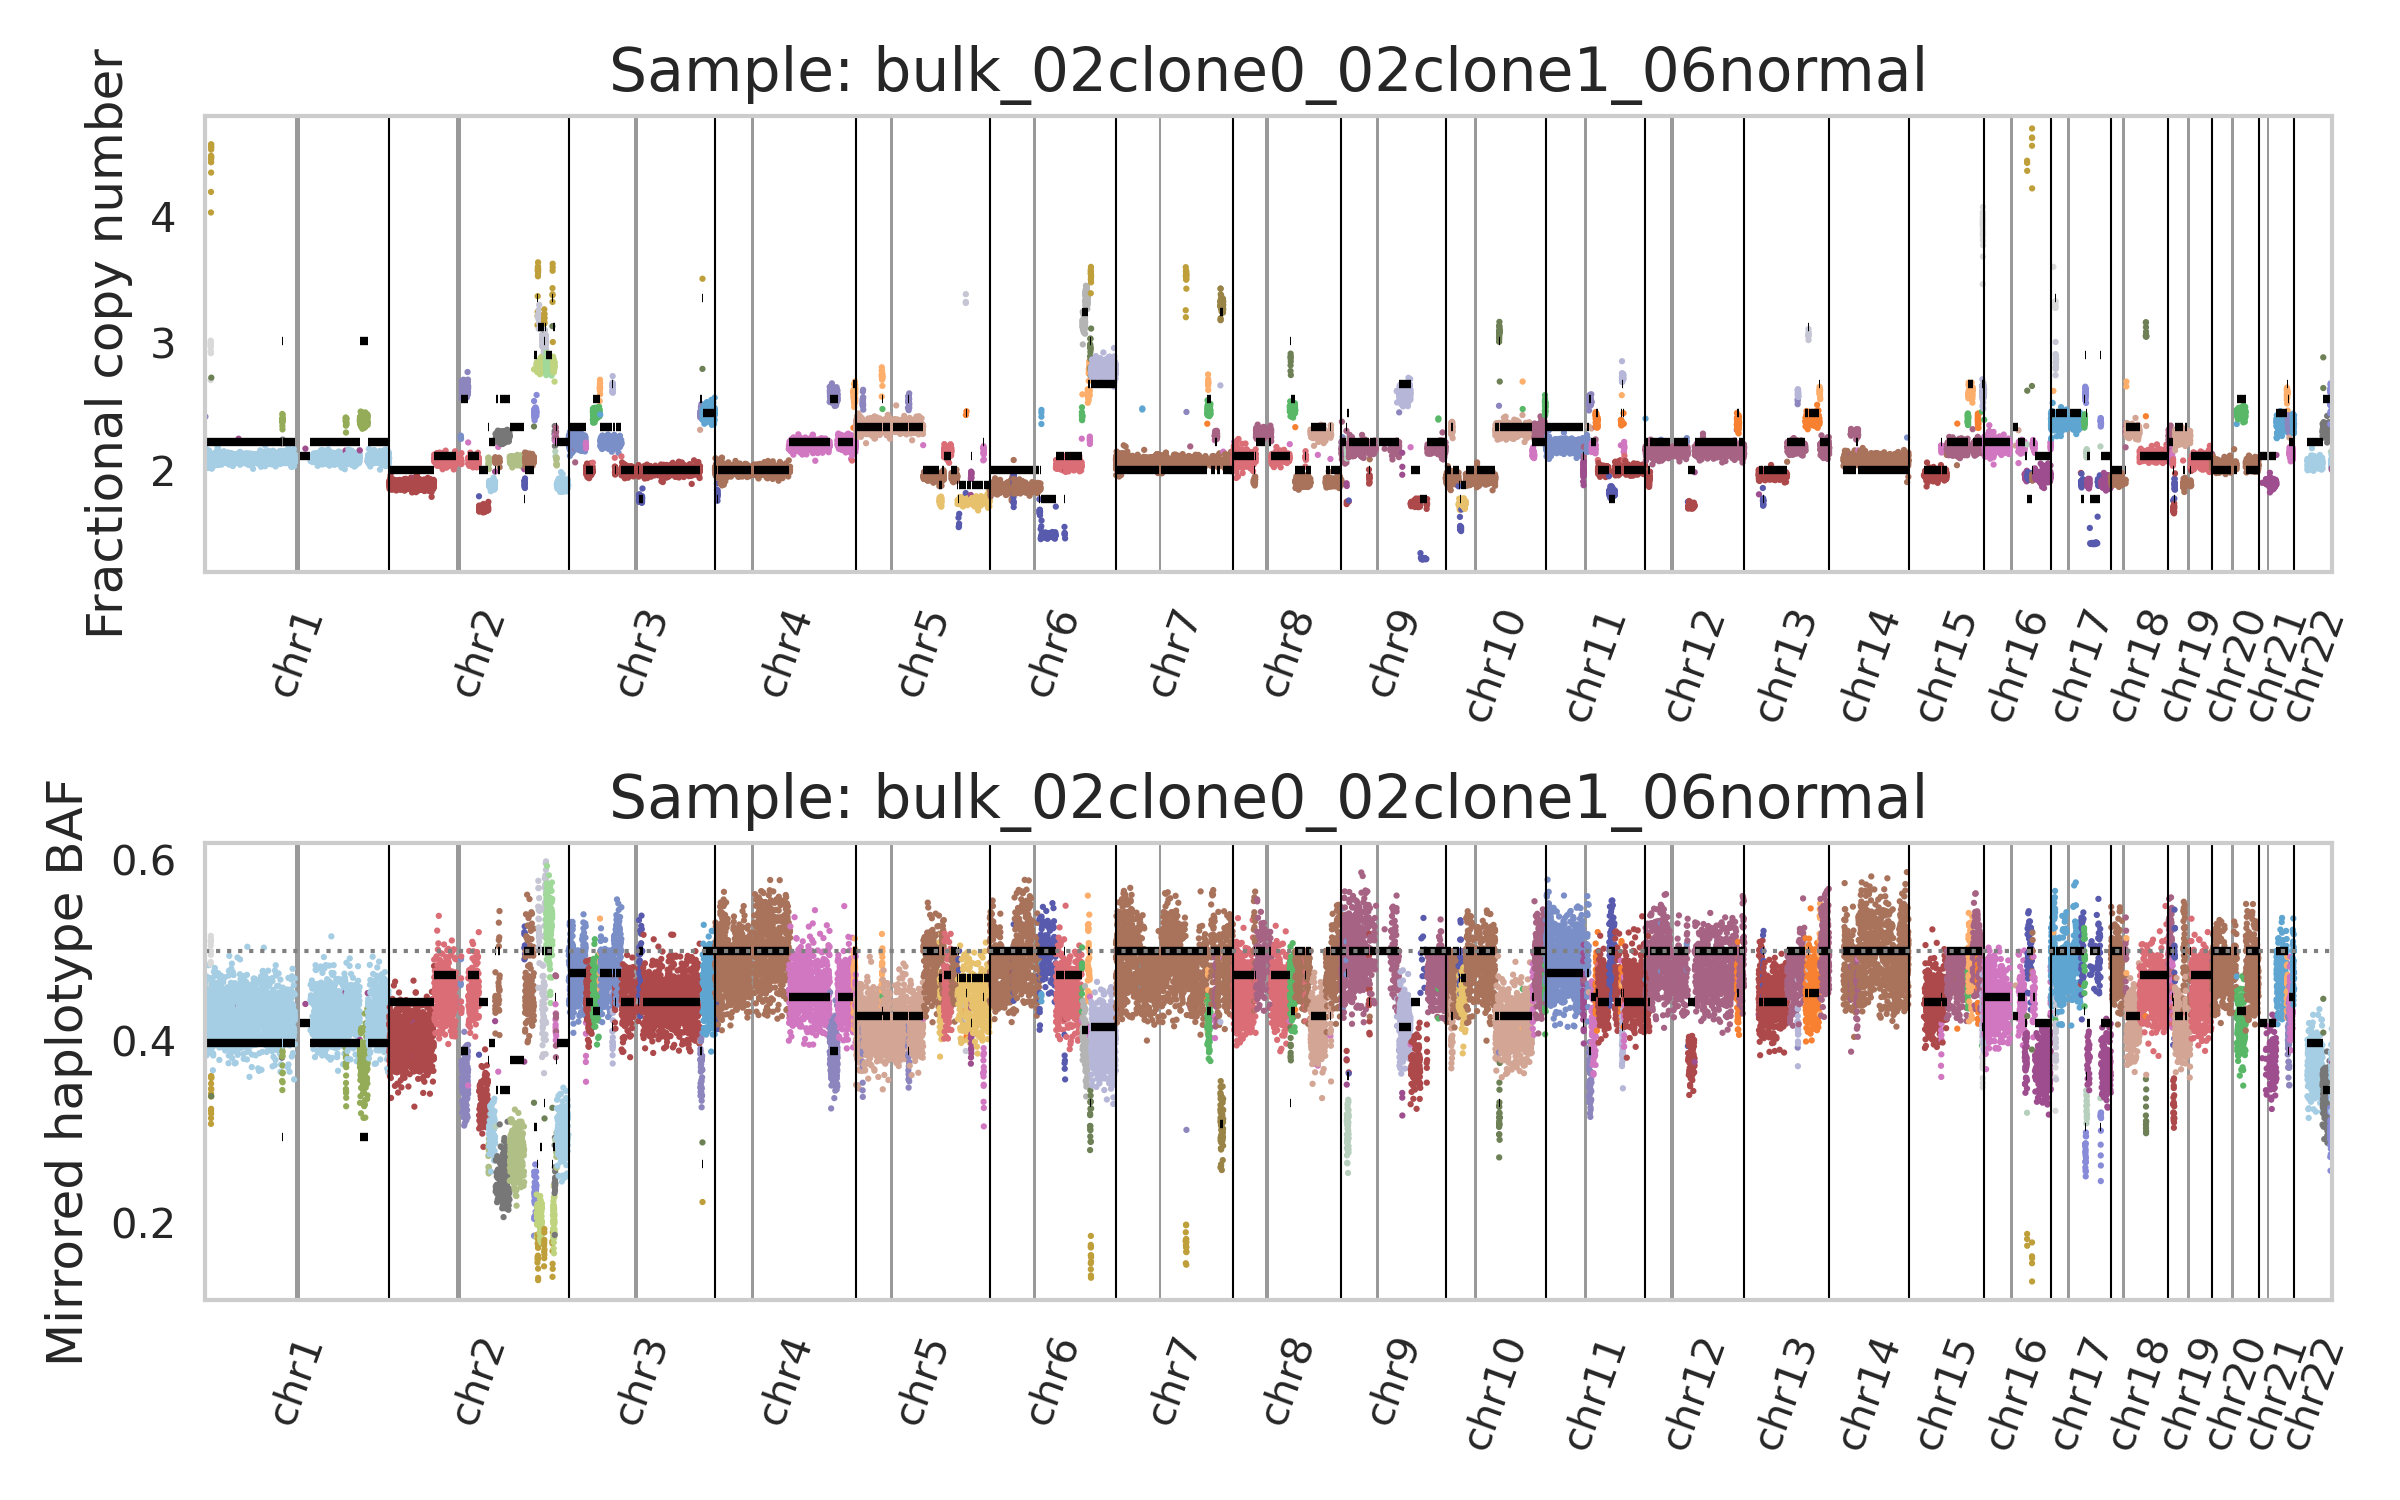 Sample: bulk_02clone0_02clone1_06normal
Fractional copy number
4
3
2
chr1
chr2
chr3
chr4
chr5
chr6
chr7
chr8
chr9
chr10
chr11
chr12
chr13
chr14
chr15
chr16
chr17
chr18
chr19
chr20
chr21
chr22
Sample: bulk_02clone0_02clone1_06normal
Mirrored haplotype BAF
0.6
0.4
0.2
chr1
chr2
chr3
chr4
chr5
chr6
chr7
chr8
chr9
chr10
chr11
chr12
chr13
chr14
chr15
chr16
chr17
chr18
chr19
chr20
chr21
chr22